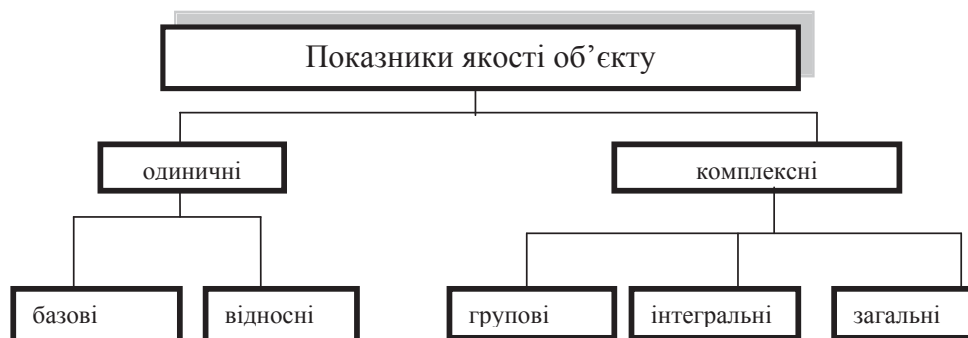 Показники якості об’єкту
одиничні
комплексні
базові
відносні
групові
інтегральні
загальні